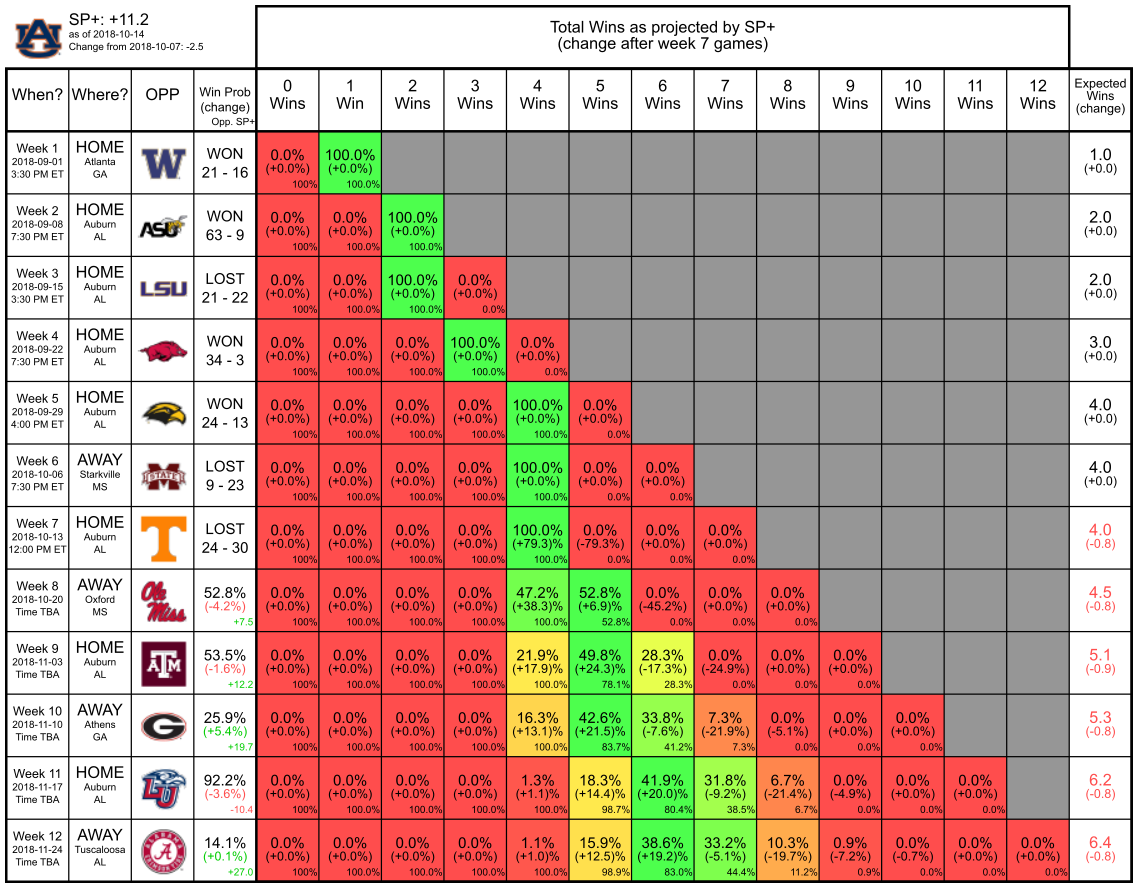 SP+: +11.2
as of 2018-10-14
Change from 2018-10-07: -2.5
Total Wins as projected by SP+
(change after week 7 games)
When? Where? OPP Win Prob (change) Opp. SP+ 0 Wins 1 Win 2 Wins 3 Wins 4 Wins 5 Wins 6 Wins 7 Wins 8 Wins 9 Wins 10 Wins 11 Wins 12 Wins Expected Wins (change)
Week 1 HOME W WON 0.0% 100.0% 1.0
2018-09-01 Atlanta 21 - 16 (+0.0%) (+0.0%) (+0.0)
3:30 PM ET GA 100% 100.0%
Week 2 HOME ASU WON 0.0% 0.0% 100.0% 2.0
2018-09-08 Auburn 63 - 9 (+0.0%) (+0.0%) (+0.0%) (+0.0)
7:30 PM ET AL 100% 100.0% 100.0%
Week 3 HOME LSU LOST 0.0% 0.0% 100.0% 0.0% 2.0
2018-09-15 Auburn 21 - 22 (+0.0%) (+0.0%) (+0.0%) (+0.0%) (+0.0)
3:30 PM ET AL 100% 100.0% 100.0% 0.0%
Week 4 HOME WON 0.0% 0.0% 0.0% 100.0% 0.0% 3.0
2018-09-22 Auburn 34 - 3 (+0.0%) (+0.0%) (+0.0%) (+0.0%) (+0.0%) (+0.0)
7:30 PM ET AL 100% 100.0% 100.0% 100.0% 0.0%
Week 5 HOME WON 0.0% 0.0% 0.0% 0.0% 100.0% 0.0% 4.0
2018-09-29 Auburn 24 - 13 (+0.0%) (+0.0%) (+0.0%) (+0.0%) (+0.0%) (+0.0%) (+0.0)
4:00 PM ET AL 100% 100.0% 100.0% 100.0% 100.0% 0.0%
Week 6 AWAY M STATE LOST 0.0% 0.0% 0.0% 0.0% 100.0% 0.0% 0.0% 4.0
2018-10-06 Starkville 9 - 23 (+0.0%) (+0.0%) (+0.0%) (+0.0%) (+0.0%) (+0.0%) (+0.0%) (+0.0)
7:30 PM ET MS 100% 100.0% 100.0% 100.0% 100.0% 0.0% 0.0%
Week 7 HOME T LOST 0.0% 0.0% 0.0% 0.0% 100.0% 0.0% 0.0% 0.0% 4.0
2018-10-13 Auburn 24 - 30 (+0.0%) (+0.0%) (+0.0%) (+0.0%) (+79.3%) (-79.3%) (+0.0%) (+0.0%) (-0.8)
12:00 PM ET AL 100% 100.0% 100.0% 100.0% 100.0% 0.0% 0.0% 0.0%
Week 8 AWAY Ole Miss 52.8% 0.0% 0.0% 0.0% 0.0% 47.2% 52.8% 0.0% 0.0% 0.0% 4.5
2018-10-20 Oxford (-4.2%) (+0.0%) (+0.0%) (+0.0%) (+0.0%) (+38.3%) (+6.9%) (-45.2%) (+0.0%) (+0.0%) (-0.8)
Time TBA MS +7.5 100% 100.0% 100.0% 100.0% 100.0% 52.8% 0.0% 0.0% 0.0%
Week 9 HOME ATM 53.5% 0.0% 0.0% 0.0% 0.0% 21.9% 49.8% 28.3% 0.0% 0.0% 0.0% 5.1
2018-11-03 Auburn (-1.6%) (+0.0%) (+0.0%) (+0.0%) (+0.0%) (+17.9%) (+24.3%) (-17.3%) (-24.9%) (+0.0%) (+0.0%) (-0.9)
Time TBA AL +12.2 100% 100.0% 100.0% 100.0% 100.0% 78.1% 28.3% 0.0% 0.0% 0.0%
Week 10 AWAY G 25.9% 0.0% 0.0% 0.0% 0.0% 16.3% 42.6% 33.8% 7.3% 0.0% 0.0% 0.0% 5.3
2018-11-10 Athens (+5.4%) (+0.0%) (+0.0%) (+0.0%) (+0.0%) (+13.1%) (+21.5%) (-7.6%) (-21.9%) (-5.1%) (+0.0%) (+0.0%) (-0.8)
Time TBA GA +19.7 100% 100.0% 100.0% 100.0% 100.0% 83.7% 41.2% 7.3% 0.0% 0.0% 0.0%
Week 11 HOME LU 92.2% 0.0% 0.0% 0.0% 0.0% 1.3% 18.3% 41.9% 31.8% 6.7% 0.0% 0.0% 0.0% 6.2
2018-11-17 Auburn (-3.6%) (+0.0%) (+0.0%) (+0.0%) (+0.0%) (+1.1%) (+14.4%) (+20.0%) (-9.2%) (-21.4%) (-4.9%) (+0.0%) (+0.0%) (-0.8)
Time TBA AL -10.4 100% 100.0% 100.0% 100.0% 100.0% 98.7% 80.4% 38.5% 6.7% 0.0% 0.0% 0.0%
Week 12 AWAY A 14.1% 0.0% 0.0% 0.0% 0.0% 1.1% 15.9% 38.6% 33.2% 10.3% 0.9% 0.0% 0.0% 0.0% 6.4
2018-11-24 Tuscaloosa (+0.1%) (+0.0%) (+0.0%) (+0.0%) (+0.0%) (+1.0%) (+12.5%) (+19.2%) (-5.1%) (-19.7%) (-7.2%) (-0.7%) (+0.0%) (+0.0%) (-0.8)
Time TBA AL +27.0 100% 100.0% 100.0% 100.0% 100.0% 98.9% 83.0% 44.4% 11.2% 0.9% 0.0% 0.0% 0.0%